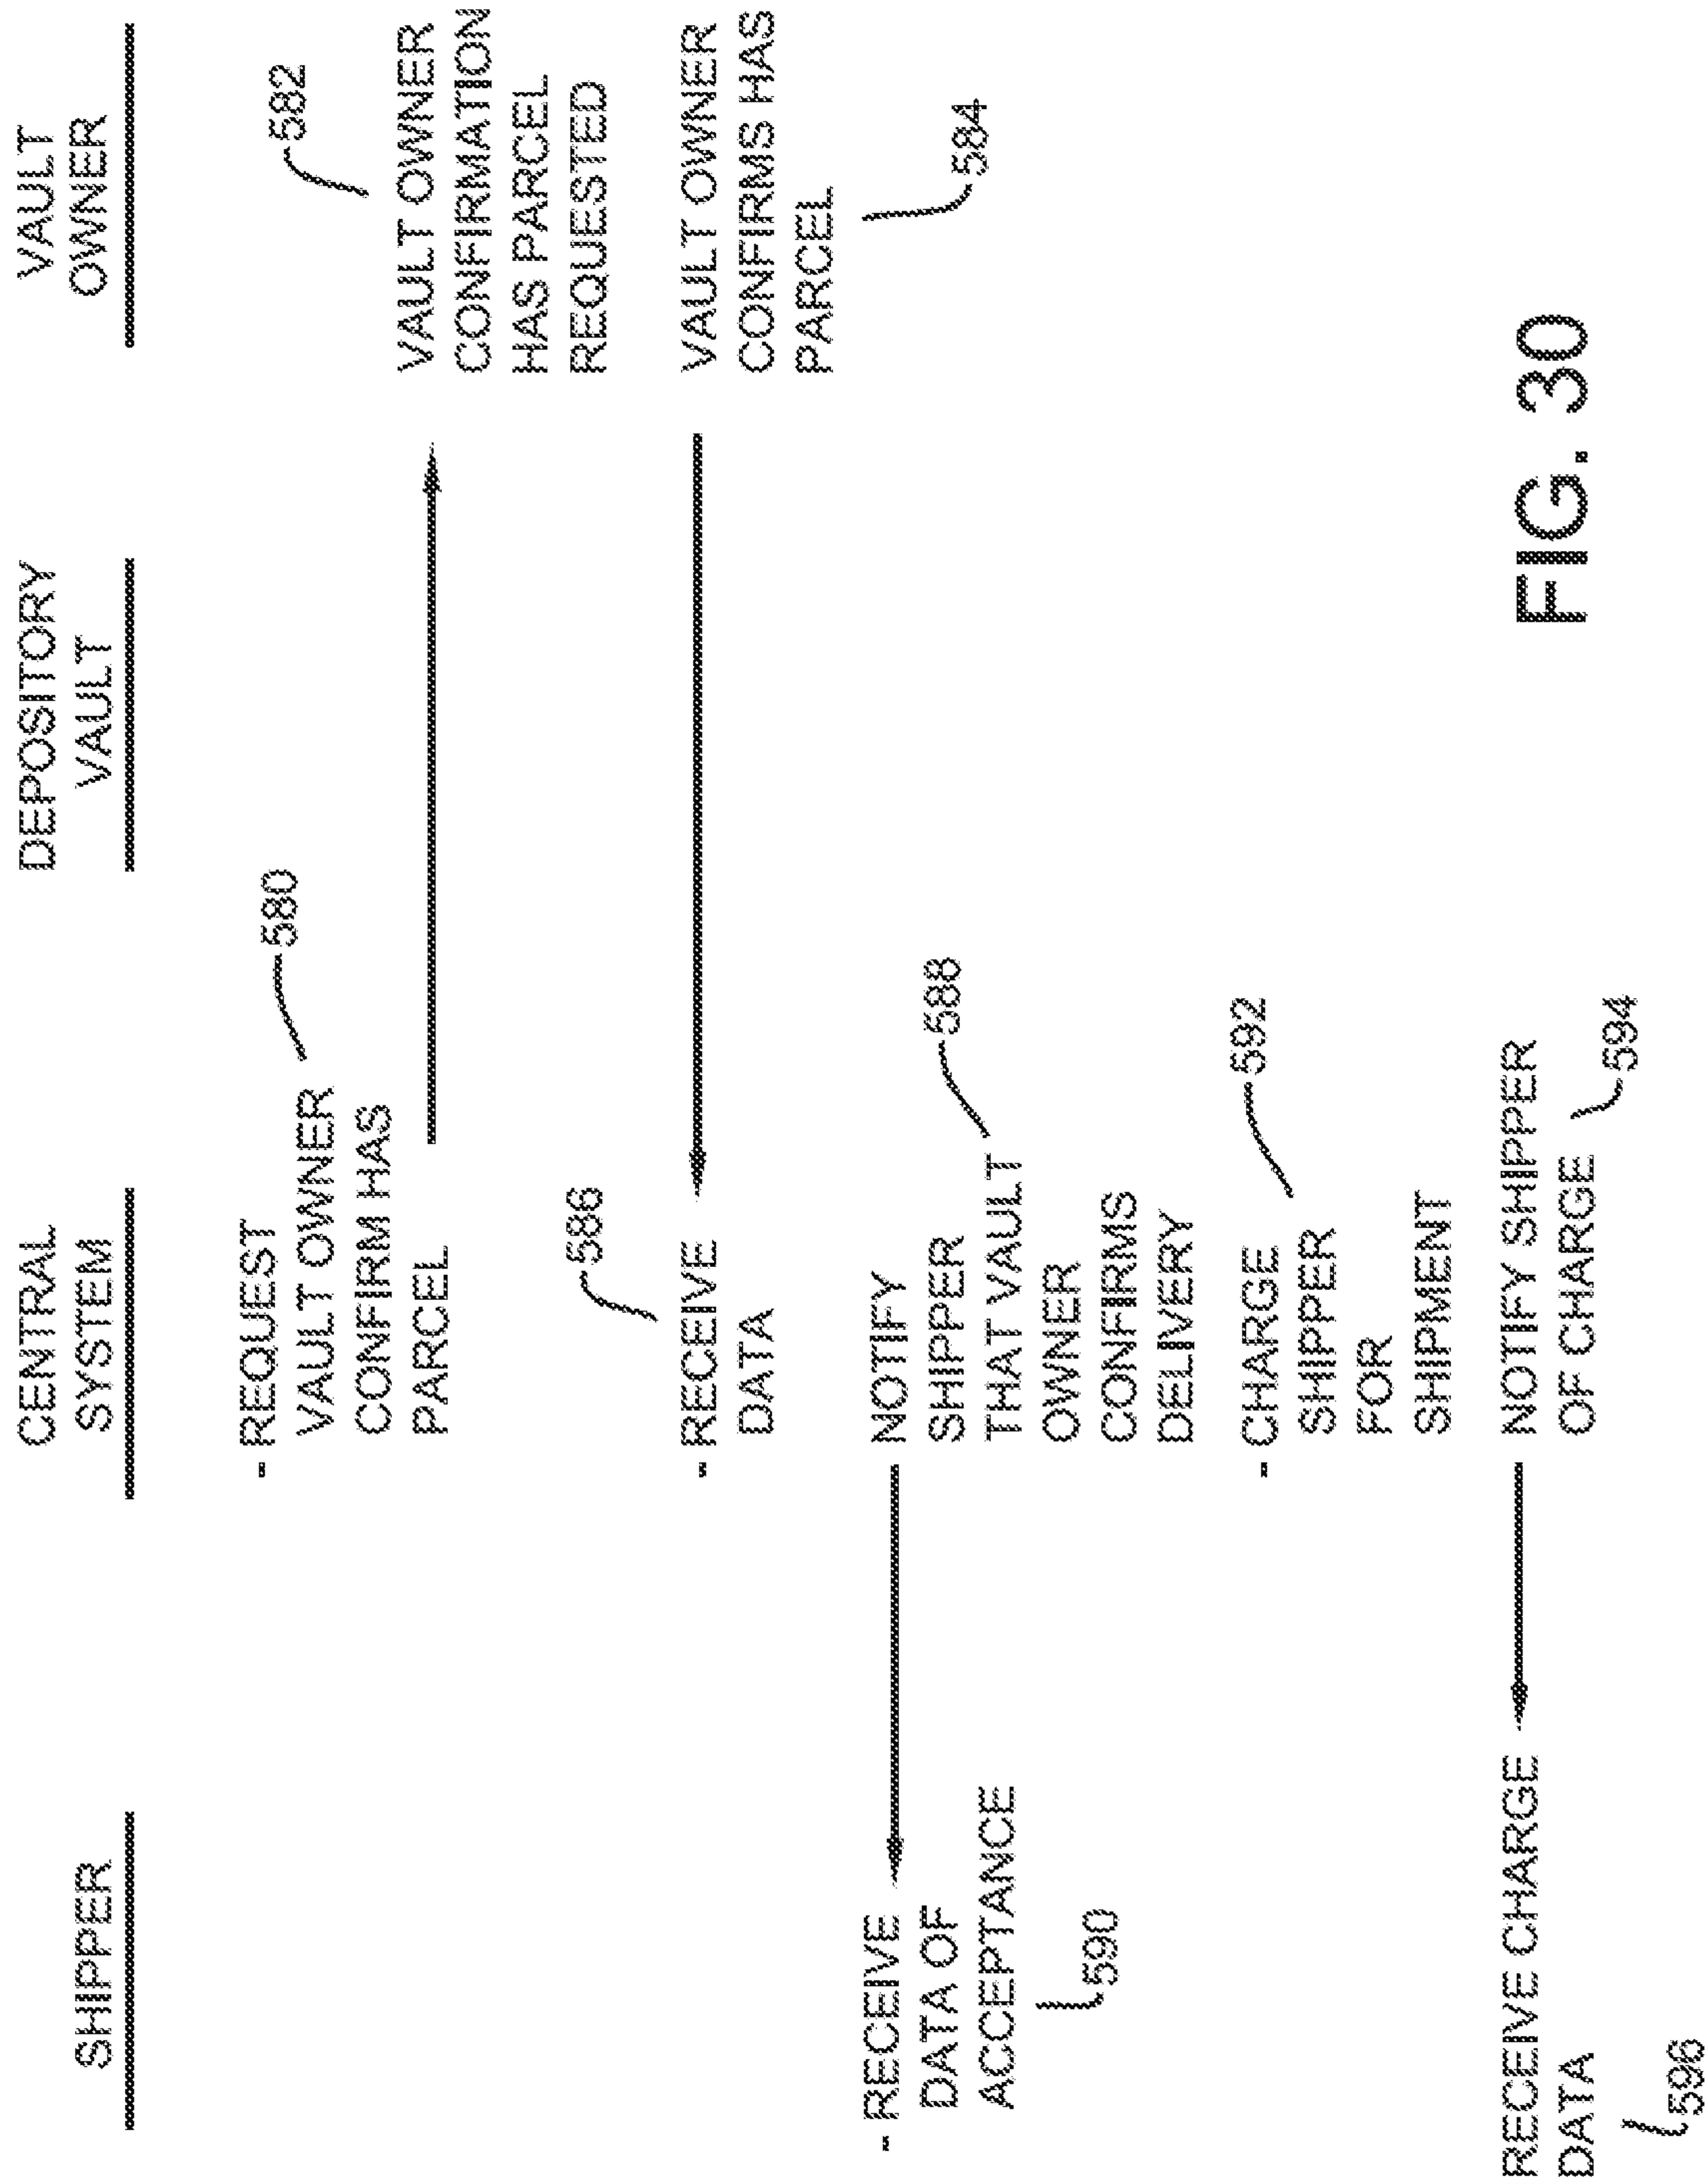 SHIPPER
CENTRAL
SYSTEM
DEPOSITORY
VAULT
VAULT
OWNER
- REQUEST
VAULT OWNER
CONFIRM HAS
PARCEL
580
582
VAULT OWNER
CONFIRMATION
HAS PARCEL
REQUESTED
586
- RECEIVE
DATA
VAULT OWNER
CONFIRMS HAS
PARCEL
584
NOTIFY
SHIPPER
THAT VAULT
OWNER
CONFIRMS
DELIVERY
588
- RECEIVE
DATA OF
ACCEPTANCE
590
- CHARGE
SHIPPER
FOR
SHIPMENT
592
NOTIFY SHIPPER
OF CHARGE
594
RECEIVE CHARGE
DATA
596
FIG. 30